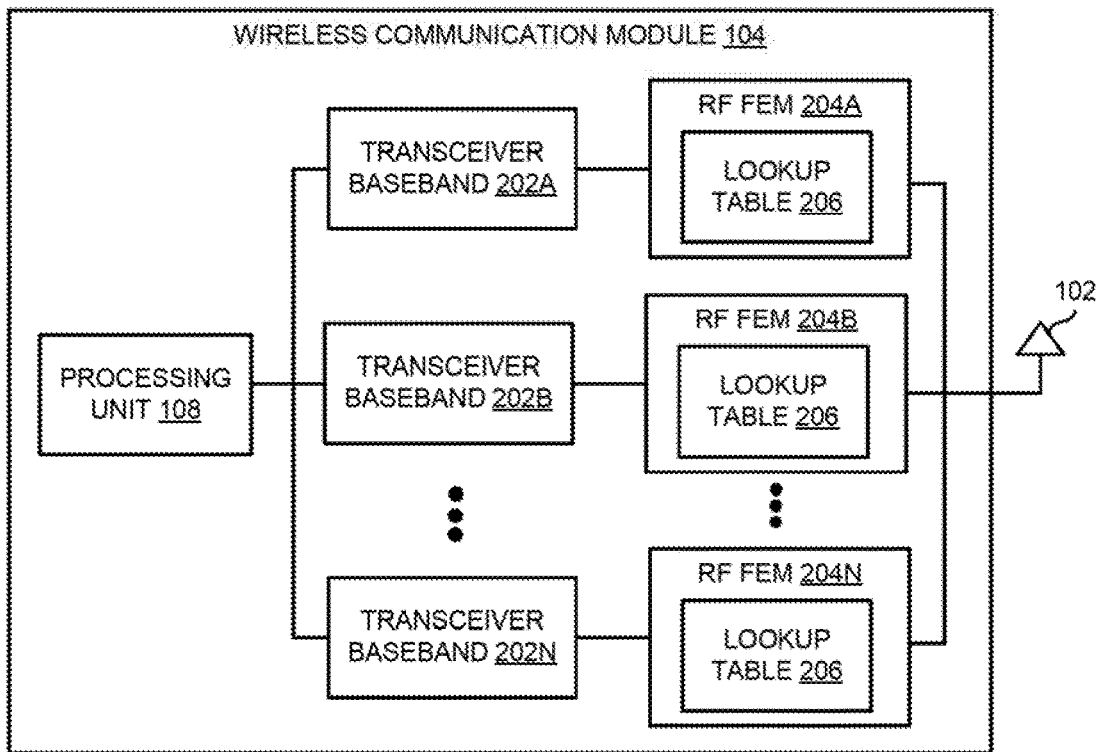 WIRELESS COMMUNICATION MODULE 104
RF FEM 204A
TRANSCEIVER
BASEBAND 202A
LOOKUP
TABLE 206
RF FEM 204B
102
PROCESSING
UNIT 108
TRANSCEIVER
BASEBAND 202B
LOOKUP
TABLE 206
RF FEM 204N
TRANSCEIVER
BASEBAND 202N
LOOKUP
TABLE 206